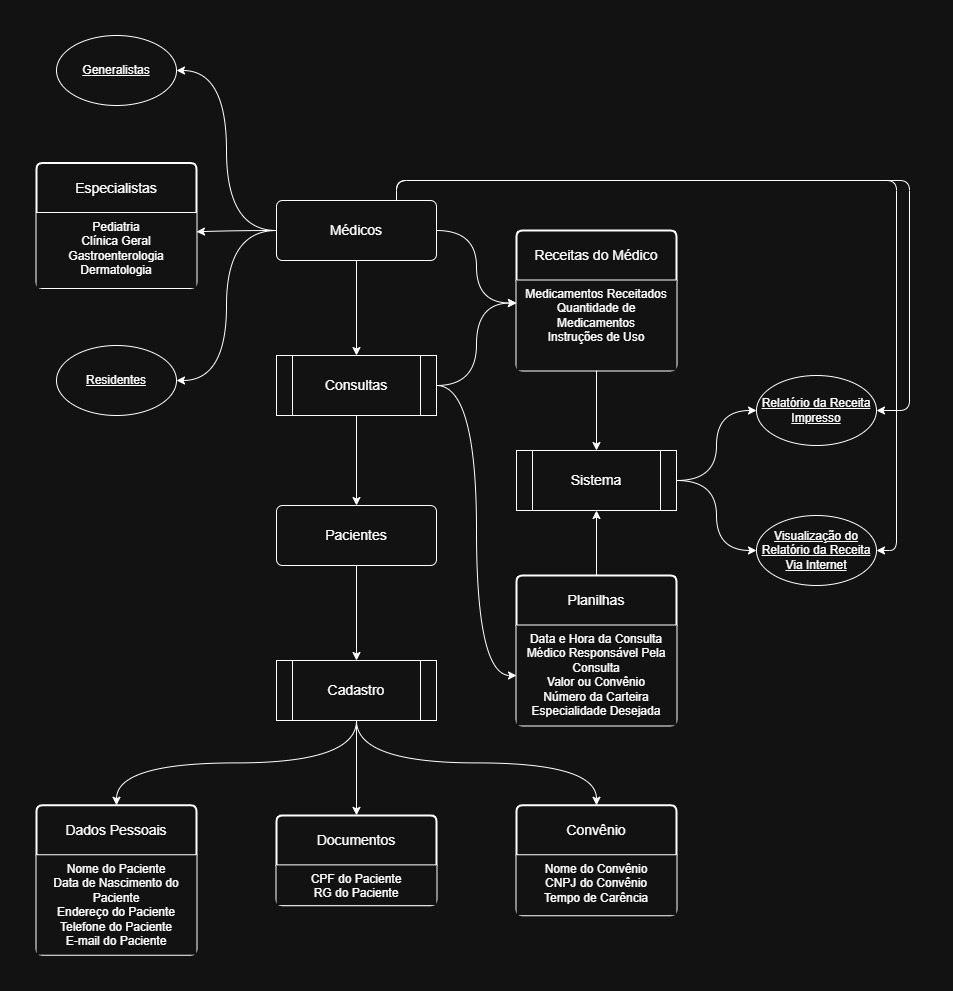 Generalistas
Especialistas
Pediatria
Clínica Geral
Gastroenterologia
Dermatologia
Médicos
Receitas do Médico
Medicamentos Receitados
Quantidade de
Medicamentos
Instruções de Uso
Residentes
Consultas
Relatório da Receita
Impresso
Sistema
Pacientes
Visualização do
Relatório da Receita
Via Internet
Planilhas
Data e Hora da Consulta
Médico Responsável Pela
Consulta
Valor ou Convênio
Número da Carteira
Especialidade Desejada
Cadastro
Dados Pessoais
Nome do Paciente
Data de Nascimento do
Paciente
Endereço do Paciente
Telefone do Paciente
E-mail do Paciente
Documentos
CPF do Paciente
RG do Paciente
Convênio
Nome do Convênio
CNPJ do Convênio
Tempo de Carência